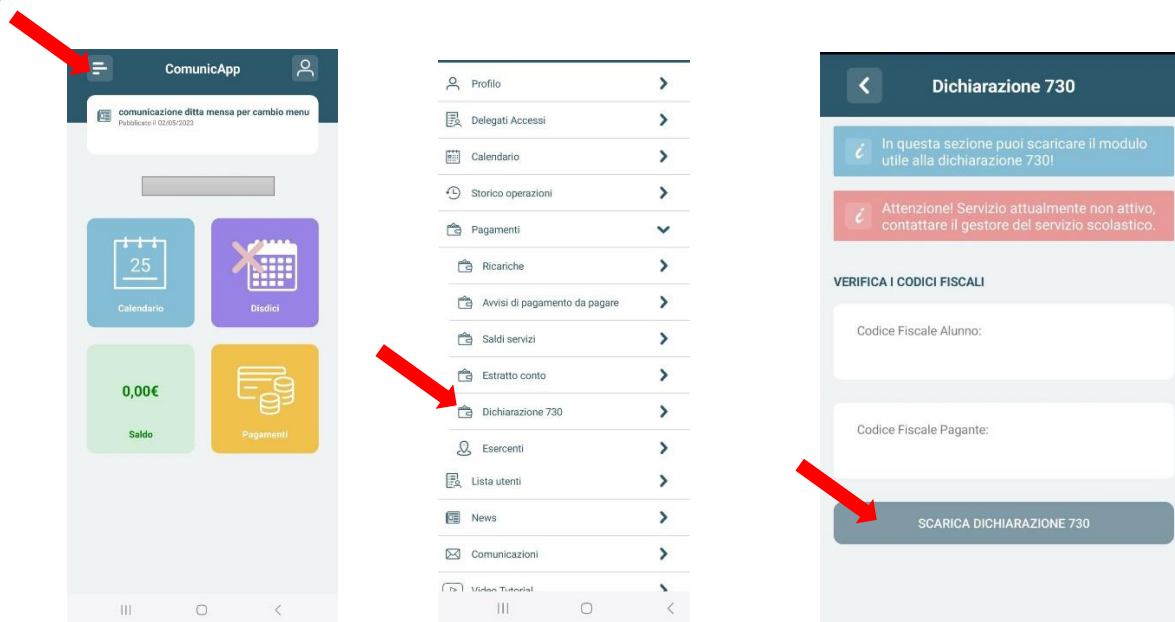 ComunicApp
comunicazione ditta mensa per cambio menu
Pubblicato il 02/05/2023
25
Calendario
Disdici
0,00€
Saldo
Pagamenti
Profilo
Delegati Accessi
Calendario
Storico operazioni
Pagamenti
Ricariche
Avvisi di pagamento da pagare
Saldi servizi
Estratto conto
Dichiarazione 730
Esercenti
Lista utenti
News
Comunicazioni
Video Tutorial
Dichiarazione 730
In questa sezione puoi scaricare il modulo
utile alla dichiarazione 730!
Attenzione! Servizio attualmente non attivo,
contattare il gestore del servizio scolastico.
VERIFICA I CODICI FISCALI
Codice Fiscale Alunno:
Codice Fiscale Pagante:
SCARICA DICHIARAZIONE 730